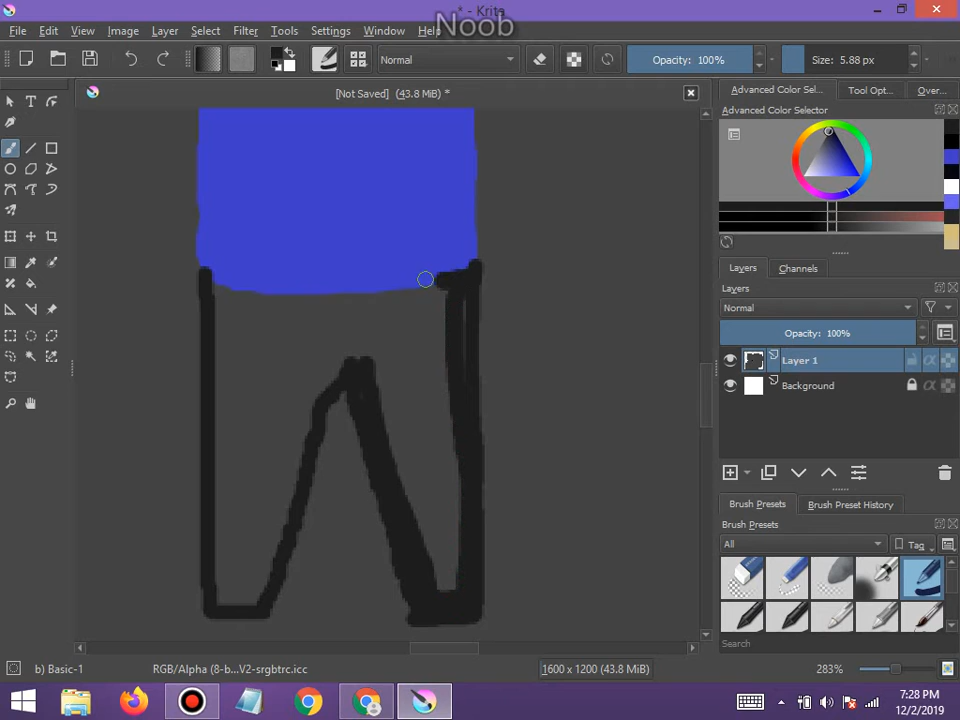 * - Krita
Noob
File Edit View Image Layer Select Filter Tools Settings Window Help
Normal
Opacity: 100%
Size: 5.88 px
[Not Saved] (43.8 MiB) *
Advanced Color Sel...
Tool Opt...
Over...
Advanced Color Selector
Layers
Channels
Layers
Normal
Opacity: 100%
Layer 1
Background
Brush Presets
Brush Preset History
Brush Presets
All
Tag
Search
b) Basic-1
RGB/Alpha (8-b...V2-srgbtrc.icc
1600 x 1200 (43.8 MiB)
283%
7:28 PM
12/2/2019